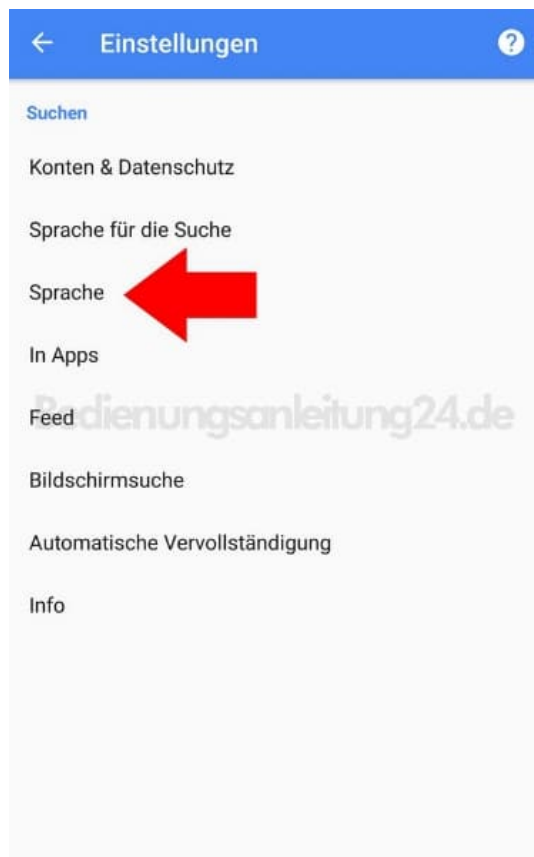 Einstellungen
?
Suchen
Konten & Datenschutz
Sprache für die Suche
Sprache
In Apps
Bedienungsanleitung24.de
Feed
Bildschirmsuche
Automatische Vervollständigung
Info